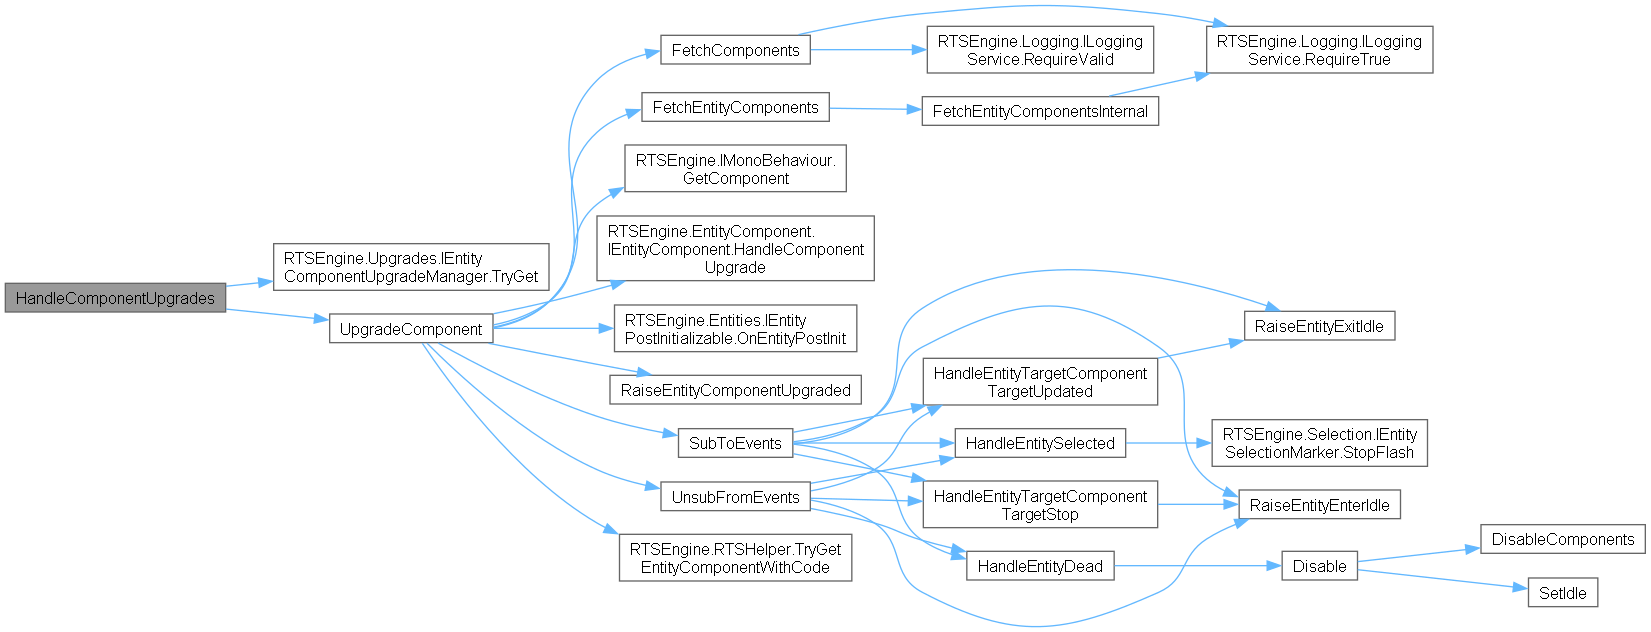 HandleComponentUpgrades
RTSEngine.Upgrades.IEntity
ComponentUpgradeManager.TryGet
UpgradeComponent
FetchComponents
FetchEntityComponents
RTSEngine.IMonoBehaviour.
GetComponent
RTSEngine.EntityComponent.
IEntityComponent.HandleComponent
Upgrade
RTSEngine.Entities.IEntity
PostInitializable.OnEntityPostInit
RaiseEntityComponentUpgraded
SubToEvents
UnsubFromEvents
RTSEngine.RTSHelper.TryGet
EntityComponentWithCode
RTSEngine.Logging.ILogging
Service.RequireValid
FetchEntityComponentsInternal
HandleEntityTargetComponent
TargetUpdated
HandleEntitySelected
HandleEntityTargetComponent
TargetStop
HandleEntityDead
RTSEngine.Logging.ILogging
Service.RequireTrue
RaiseEntityExitIdle
RTSEngine.Selection.IEntity
SelectionMarker.StopFlash
RaiseEntityEnterIdle
Disable
DisableComponents
SetIdle